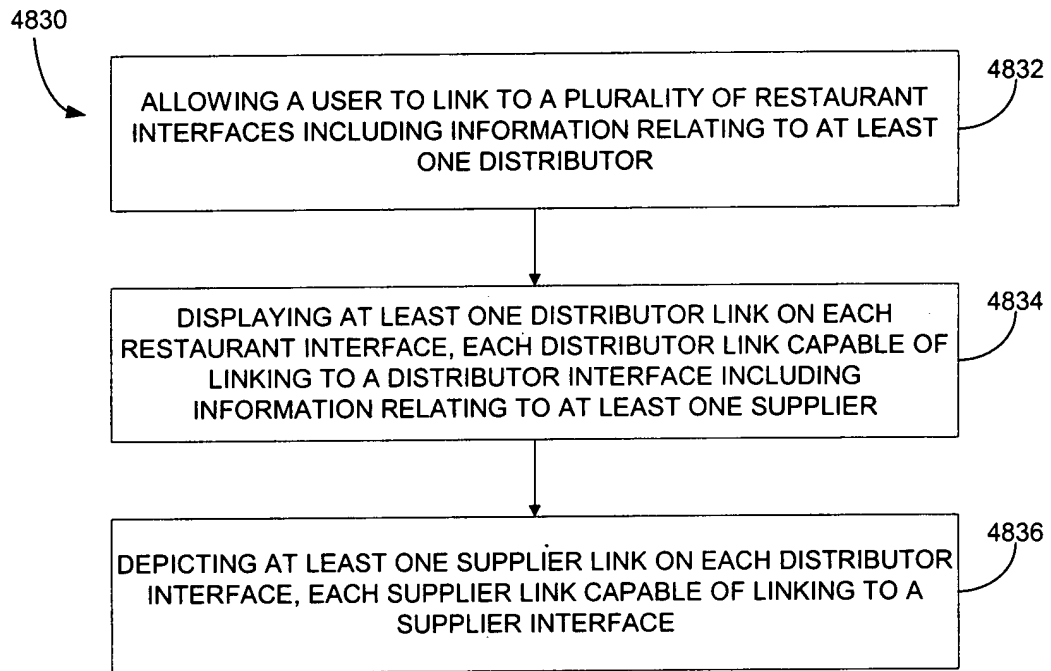 4830
4832
ALLOWING A USER TO LINK TO A PLURALITY OF RESTAURANT
INTERFACES INCLUDING INFORMATION RELATING TO AT LEAST
ONE DISTRIBUTOR
4834
DISPLAYING AT LEAST ONE DISTRIBUTOR LINK ON EACH
RESTAURANT INTERFACE, EACH DISTRIBUTOR LINK CAPABLE OF
LINKING TO A DISTRIBUTOR INTERFACE INCLUDING
INFORMATION RELATING TO AT LEAST ONE SUPPLIER
4836
DEPICTING AT LEAST ONE SUPPLIER LINK ON EACH DISTRIBUTOR
INTERFACE, EACH SUPPLIER LINK CAPABLE OF LINKING TO A
SUPPLIER INTERFACE